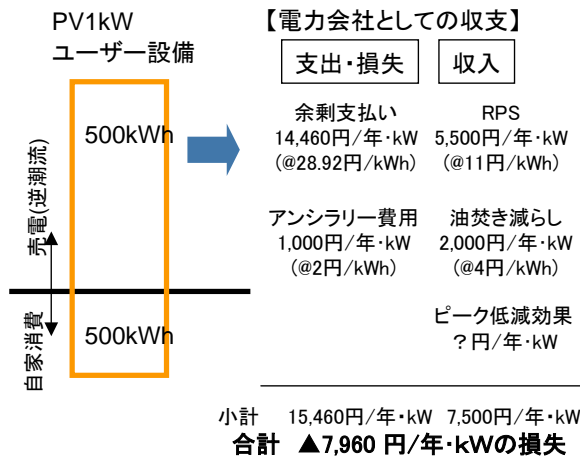 PV1kW
ユーザー設備
【電力会社としての収支】
支出・損失
収入
500kWh
売電(逆潮流)
自家消費
500kWh
余剰支払い
14,460円/年・kW
(@28.92円/kWh)
RPS
5,500円/年・kW
(@11円/kWh)
アンシラリー費用
1,000円/年・kW
(@2円/kWh)
油焚き減らし
2,000円/年・kW
(@4円/kWh)
ピーク低減効果
?円/年・kW
小計 15,460円/年・kW 7,500円/年・kW
合計 ▲7,960 円/年・kWの損失